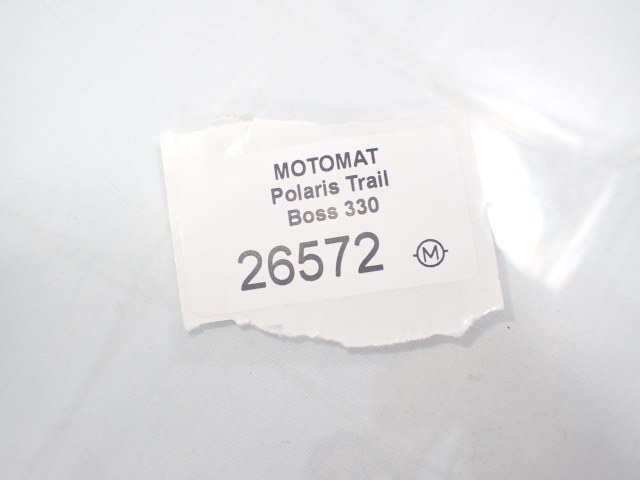 MOTOMAT
Polaris Trail
Boss 330
26572 M